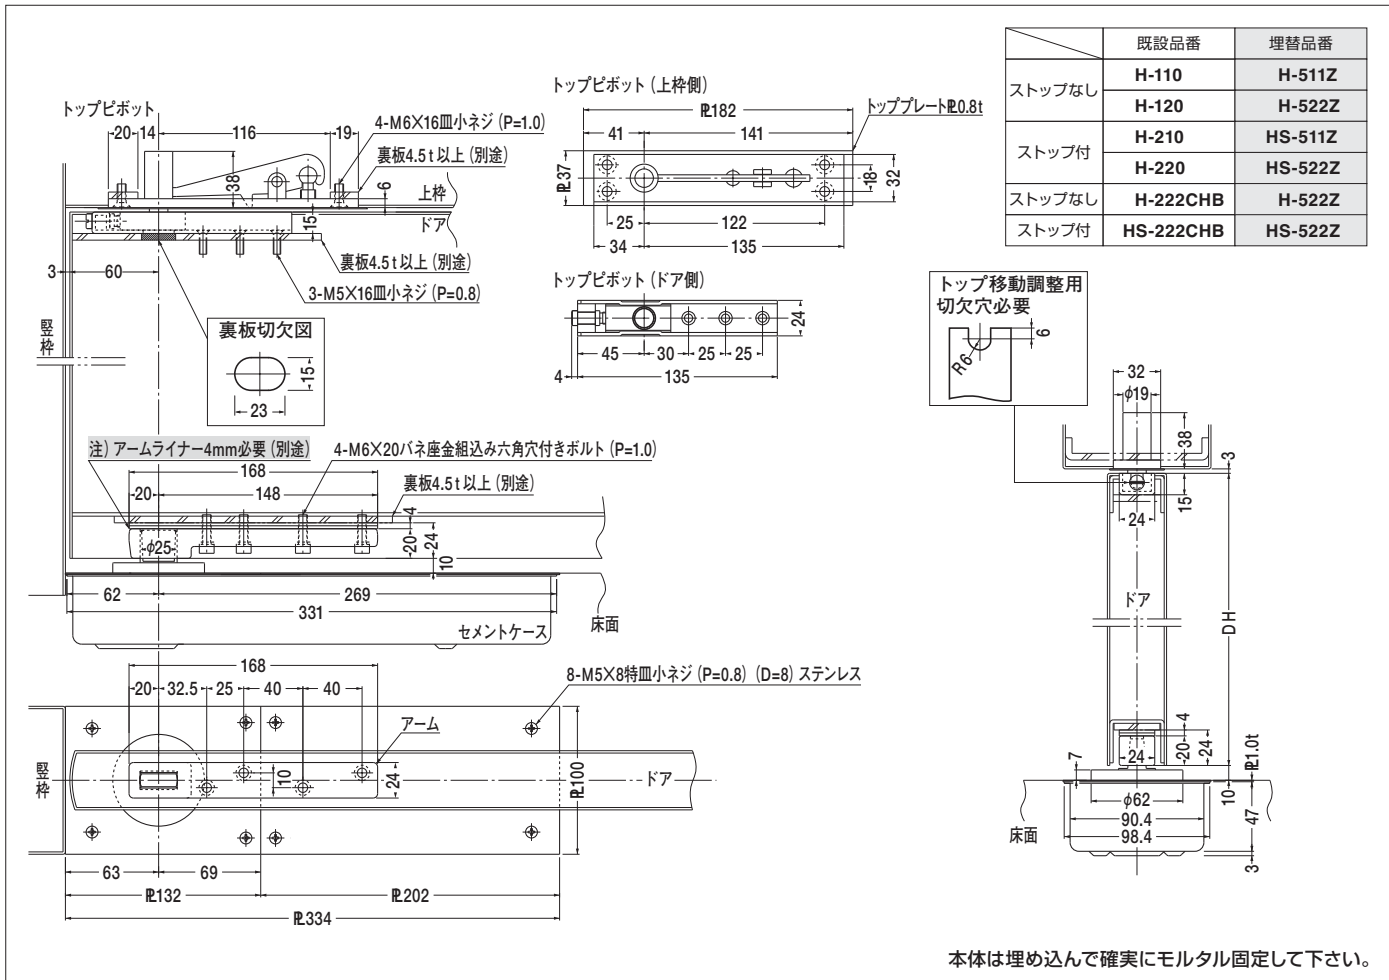 既設品番 埋替品番
ストップなし
H-110 H-511Z
H-120 H-522Z
ストップ付
H-210 HS-511Z
H-220 HS-522Z
ストップなし H-222CHB H-522Z
ストップ付 HS-222CHB HS-522Z
トップピボット
20 14 116 19
4-M6×16皿小ネジ (P=1.0)
裏板4.5t以上 (別途)
38
6
上枠
ドア
15
裏板4.5t以上 (別途)
3-M5×16皿小ネジ (P=0.8)
3 60
竪枠
裏板切欠図
15
23
トップピボット (上枠側)
PL182
トッププレートPL0.8t
41 141
PL37
18
32
25 122
34 135
トップピボット (ドア側)
24
45 30 25 25
4 135
トップ移動調整用
切欠穴必要
6
R6
32
φ19
38
3
15
24
ドア
DH
4
20
24
24
7
PL1.0t
10
φ62
47
90.4
98.4
3
床面
注) アームライナー4mm必要 (別途)
4-M6×20バネ座金組込み六角穴付きボルト (P=1.0)
168
裏板4.5t以上 (別途)
20 148
4
φ25
20
24
10
62 269
331
床面
セメントケース
168
8-M5×8特皿小ネジ (P=0.8) (D=8) ステンレス
20 32.5 25 40 40
アーム
竪枠
10
24
PL100
ドア
63 69
PL132 PL202
PL334
本体は埋め込んで確実にモルタル固定して下さい。